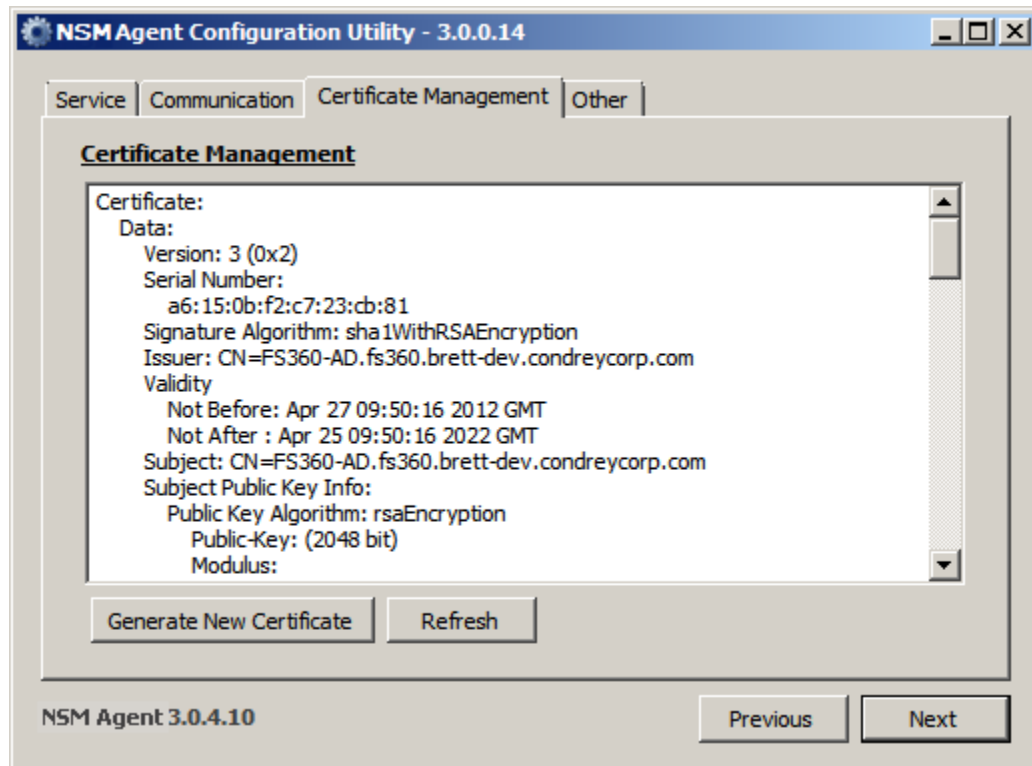 NSM Agent Configuration Utility - 3.0.0.14
Service Communication Certificate Management Other
Certificate Management
Certificate:
Data:
Version: 3 (0x2)
Serial Number:
a6:15:0b:f2:c7:23:cb:81
Signature Algorithm: sha1WithRSAEncryption
Issuer: CN=FS360-AD.fs360.brett-dev.condreycorp.com
Validity
Not Before: Apr 27 09:50:16 2012 GMT
Not After : Apr 25 09:50:16 2022 GMT
Subject: CN=FS360-AD.fs360.brett-dev.condreycorp.com
Subject Public Key Info:
Public Key Algorithm: rsaEncryption
Public-Key: (2048 bit)
Modulus:
Generate New Certificate Refresh
NSM Agent 3.0.4.10 Previous Next